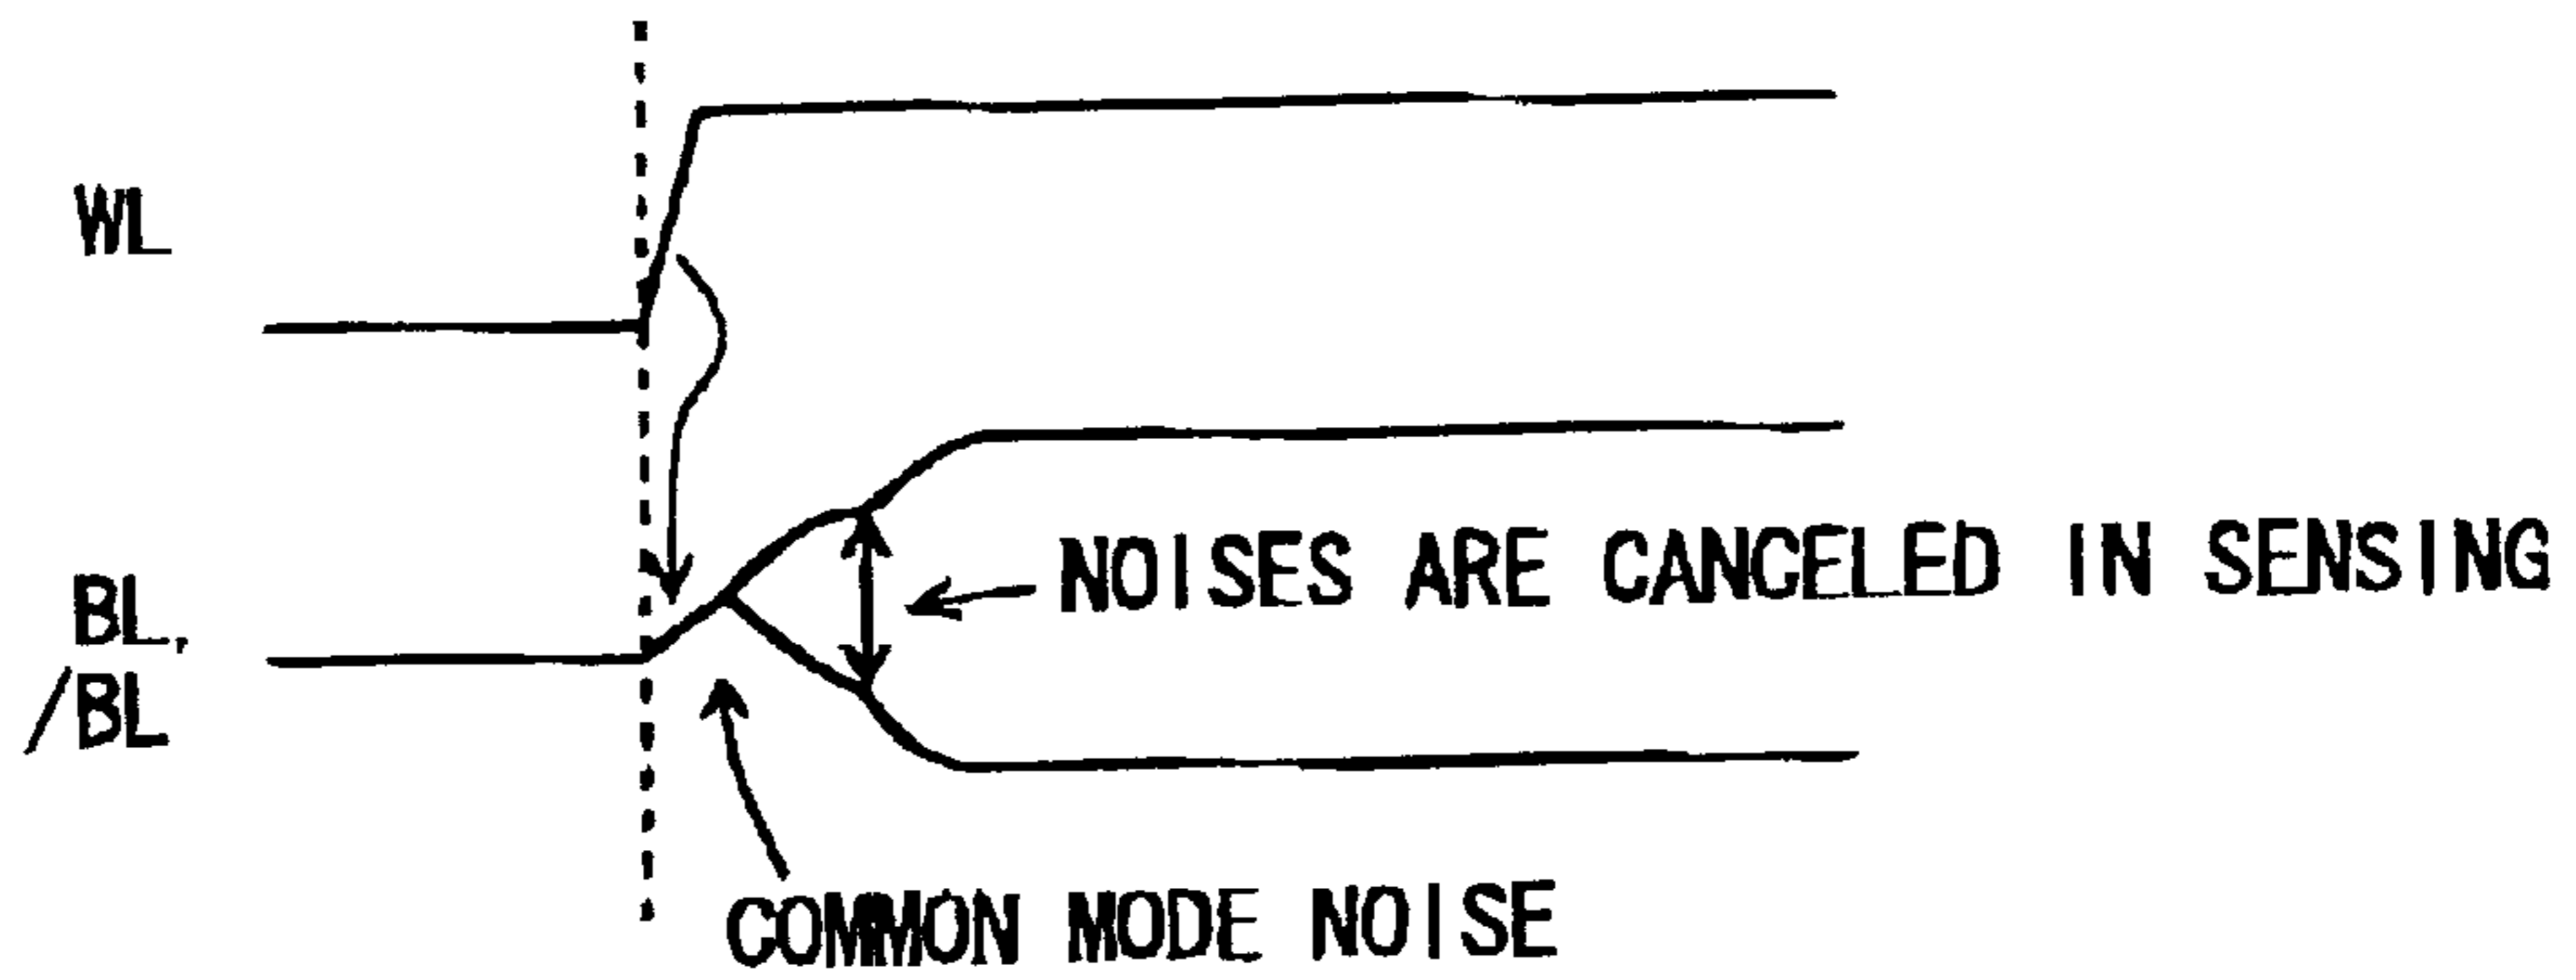 WL
BL,
/BL
NOISES ARE CANCELED IN SENSING
COMMON MODE NOISE